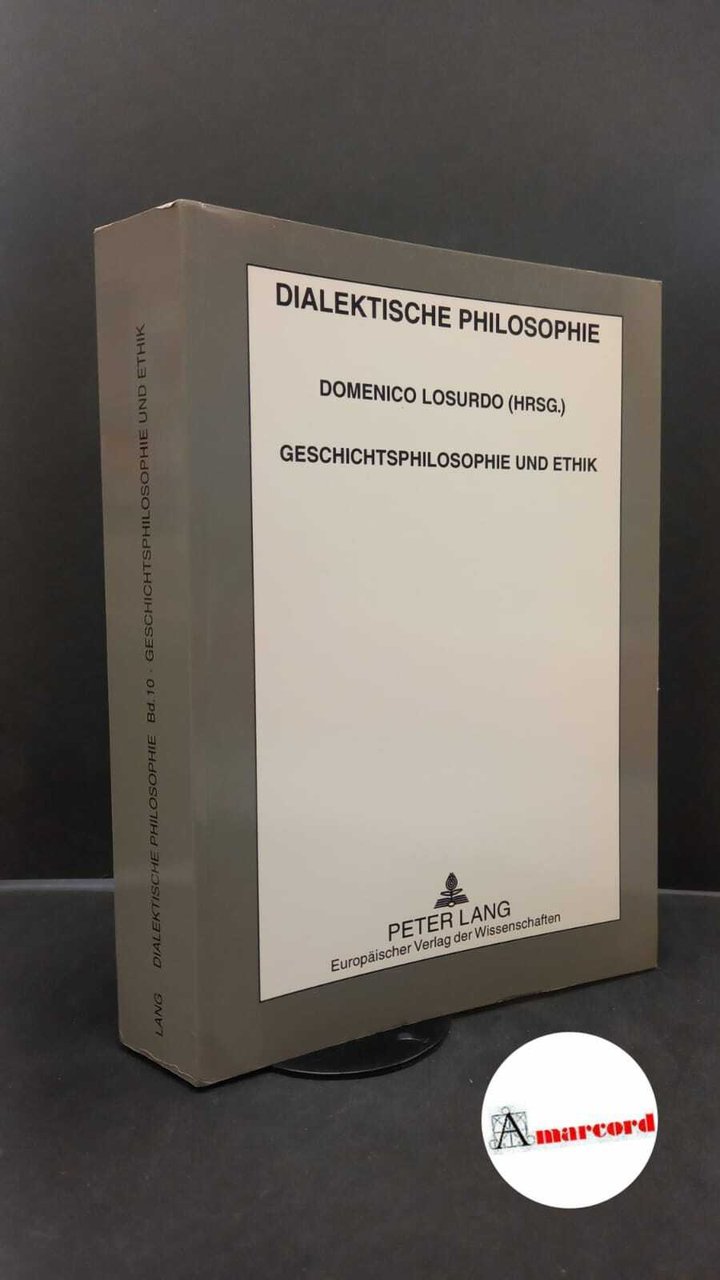 DIALEKTISCHE PHILOSOPHIE
DOMENICO LOSURDO (HRSG.)
GESCHICHTSPHILOSOPHIE UND ETHIK
PETER LANG
Europäischer Verlag der Wissenschaften
LANG DIALEKTISCHE PHILOSOPHIE Bd.10 · GESCHICHTSPHILOSOPHIE UND ETHIK
Amarcord